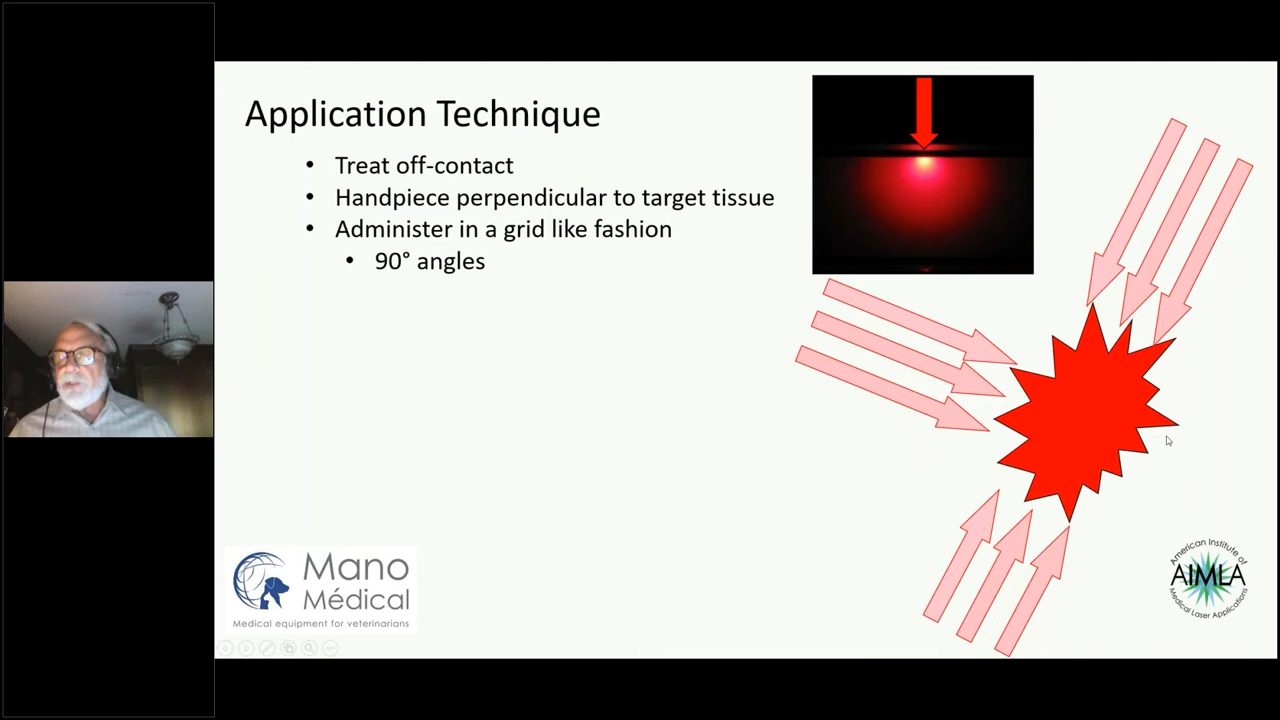 Application Technique
• Treat off-contact
• Handpiece perpendicular to target tissue
• Administer in a grid like fashion
• 90° angles
Mano
Médical
Medical equipment for veterinarians
American Institute of
AIMLA
Medical Laser Applications